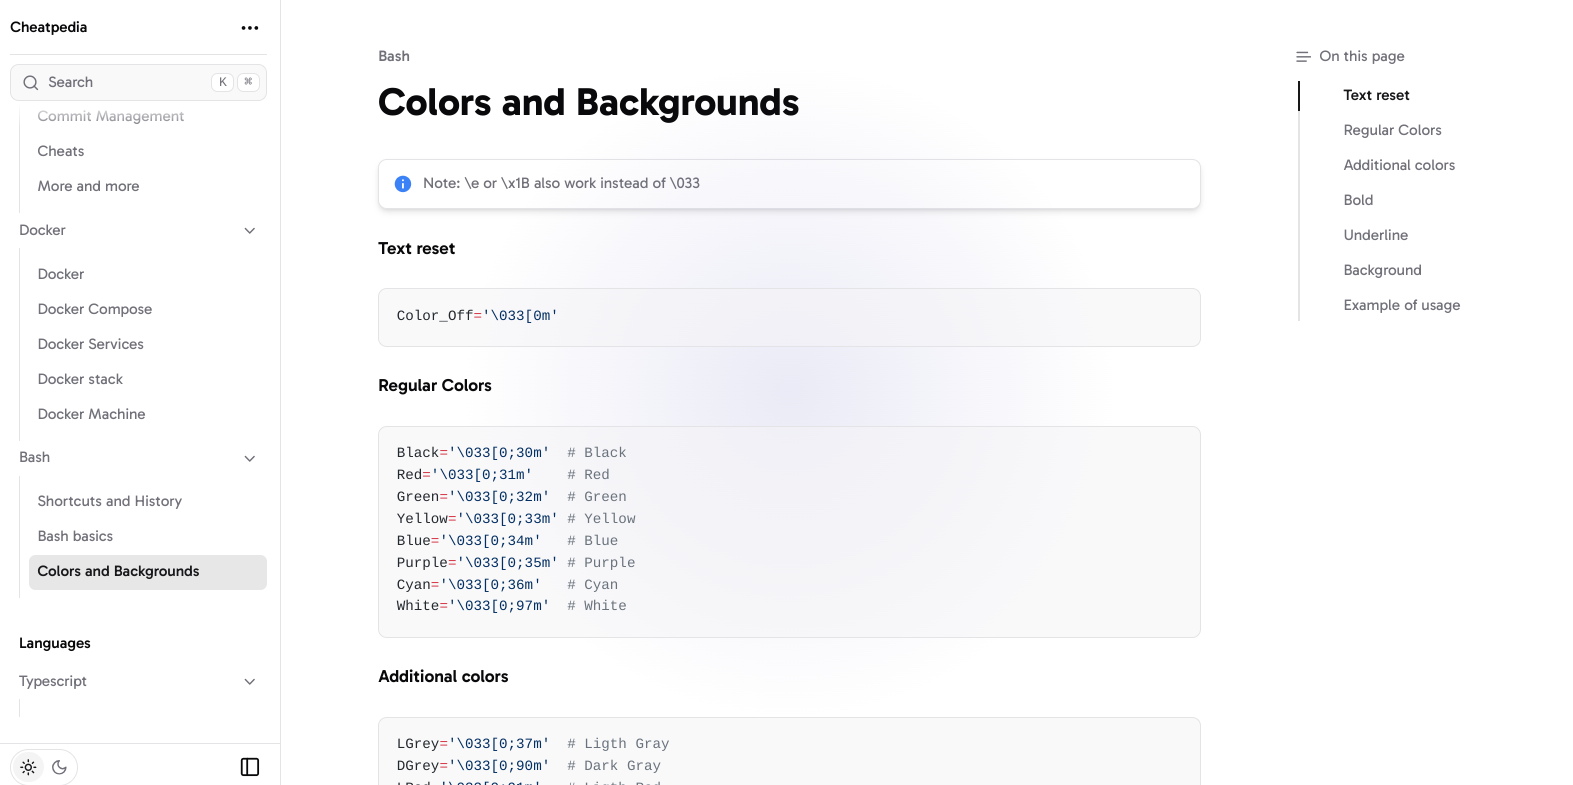 Cheatpedia
Search
K
⌘
Commit Management
Cheats
More and more
Docker
Docker
Docker Compose
Docker Services
Docker stack
Docker Machine
Bash
Shortcuts and History
Bash basics
Colors and Backgrounds
Languages
Typescript
Bash
Colors and Backgrounds
Note: \e or \x1B also work instead of \033
Text reset
Color_Off='\033[0m'
Regular Colors
Black='\033[0;30m'  # Black
Red='\033[0;31m'    # Red
Green='\033[0;32m'  # Green
Yellow='\033[0;33m' # Yellow
Blue='\033[0;34m'   # Blue
Purple='\033[0;35m' # Purple
Cyan='\033[0;36m'   # Cyan
White='\033[0;97m'  # White
Additional colors
LGrey='\033[0;37m'  # Ligth Gray
DGrey='\033[0;90m'  # Dark Gray
On this page
Text reset
Regular Colors
Additional colors
Bold
Underline
Background
Example of usage